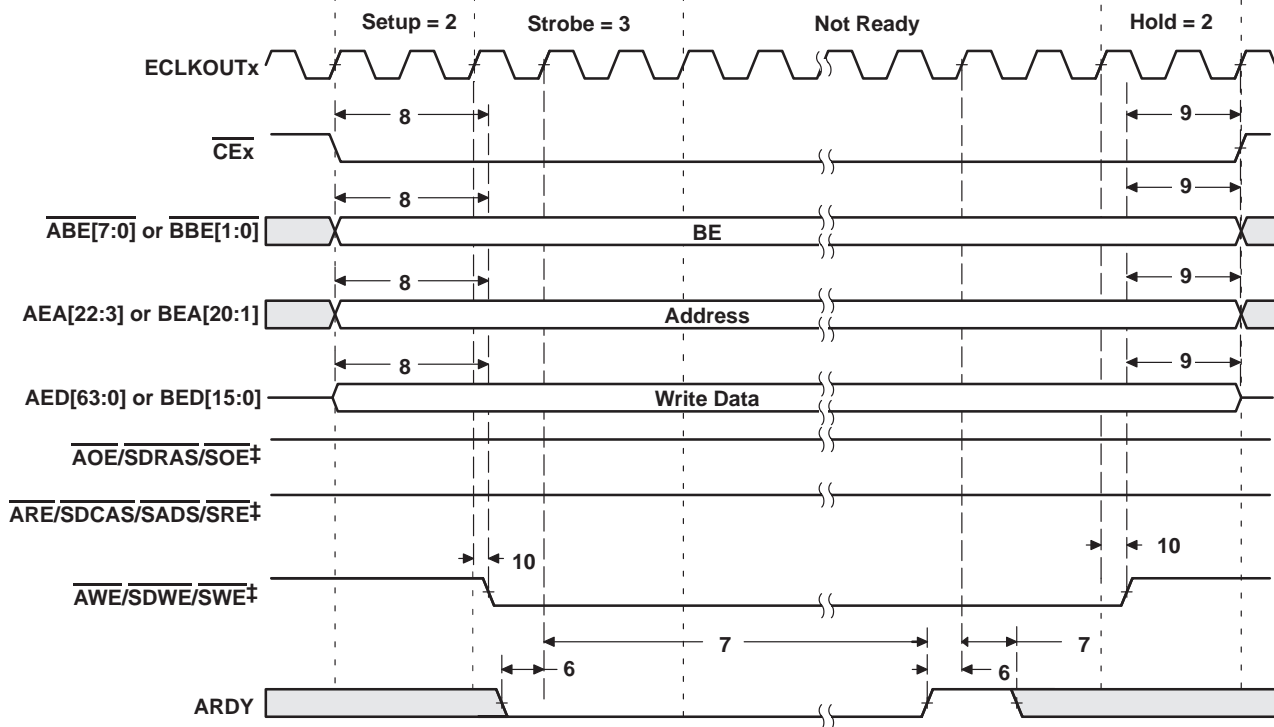 Setup = 2 Strobe = 3 Not Ready Hold = 2
ECLKOUTx
8 9
CEx
8 9
ABE[7:0] or BBE[1:0] BE
8 9
AEA[22:3] or BEA[20:1] Address
8 9
AED[63:0] or BED[15:0] Write Data
AOE/SDRAS/SOE‡
ARE/SDCAS/SADS/SRE‡
10 10
AWE/SDWE/SWE‡
7 7
6 6
ARDY